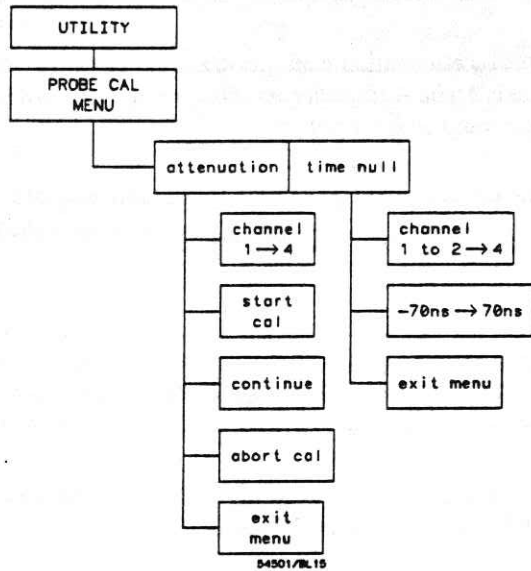 UTILITY
PROBE CAL
MENU
attenuation
time null
channel
1→4
start
cal
continue
abort cal
exit
menu
channel
1 to 2→4
-70ns→70ns
exit menu
54501/BL15